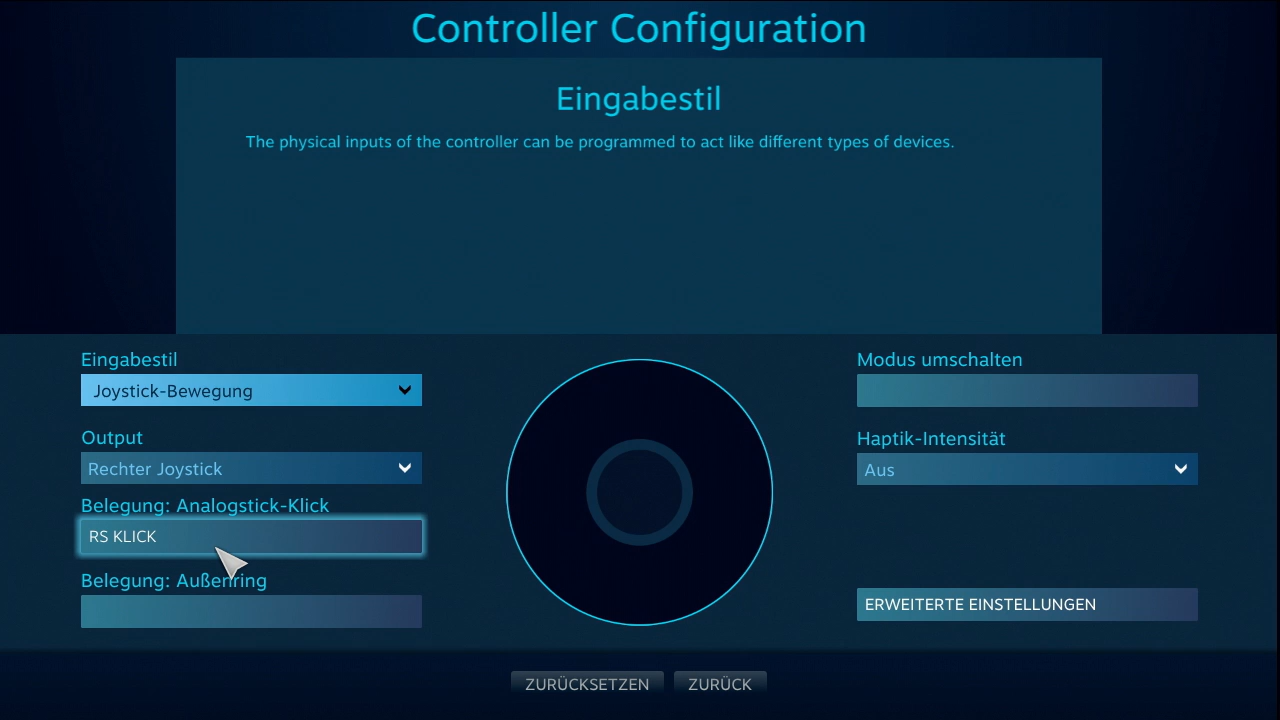 Controller Configuration
Eingabestil
The physical inputs of the controller can be programmed to act like different types of devices.
Eingabestil
Joystick-Bewegung
Output
Rechter Joystick
Belegung: Analogstick-Klick
RS KLICK
Belegung: Außenring
Modus umschalten
Haptik-Intensität
Aus
ERWEITERTE EINSTELLUNGEN
ZURÜCKSETZEN
ZURÜCK